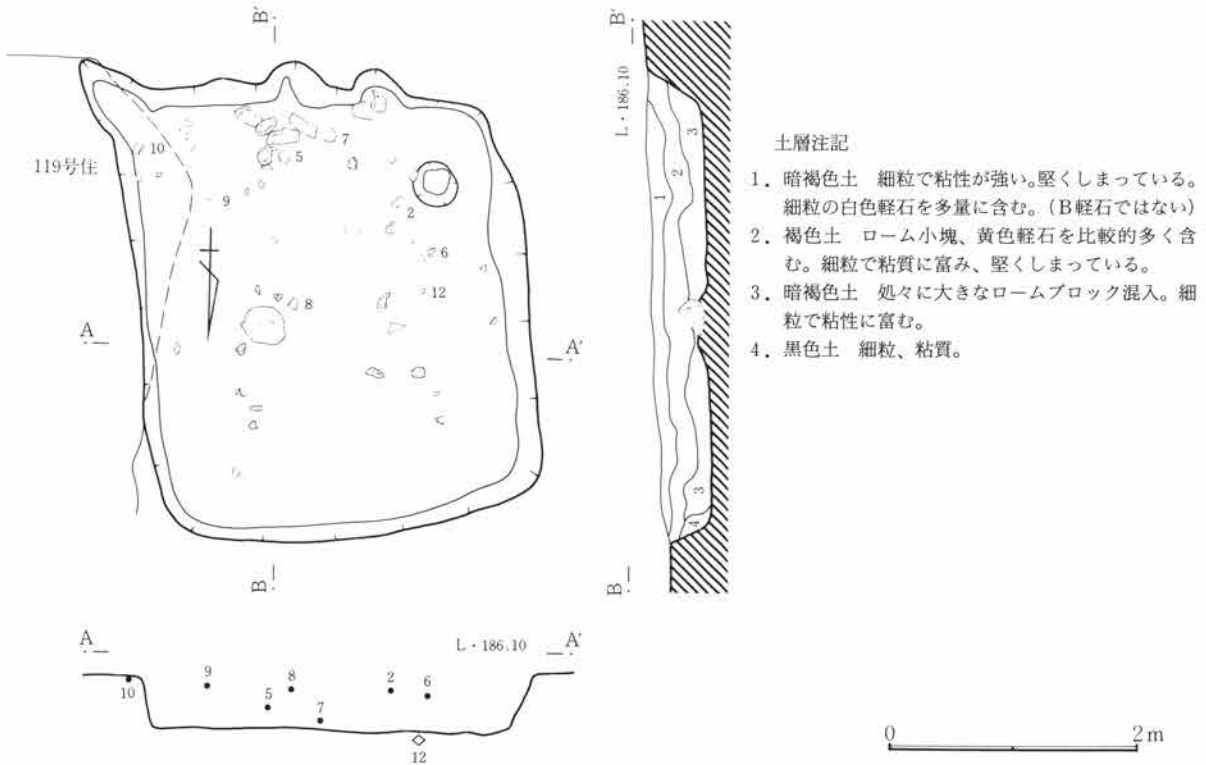 B'
119号住
10
7
5
9
2
6
12
8
A
A'
B
B'
L・186.10
1
2
3
3
4
B
土層注記
1．暗褐色土　細粒で粘性が強い。堅くしまっている。
細粒の白色軽石を多量に含む。（B軽石ではない）
2．褐色土　ローム小塊、黄色軽石を比較的多く含
む。細粒で粘質に富み、堅くしまっている。
3．暗褐色土　処々に大きなロームブロック混入。細
粒で粘性に富む。
4．黒色土　細粒、粘質。
A
L・186.10
A'
10
9
5
8
7
2
6
12
0
2 m